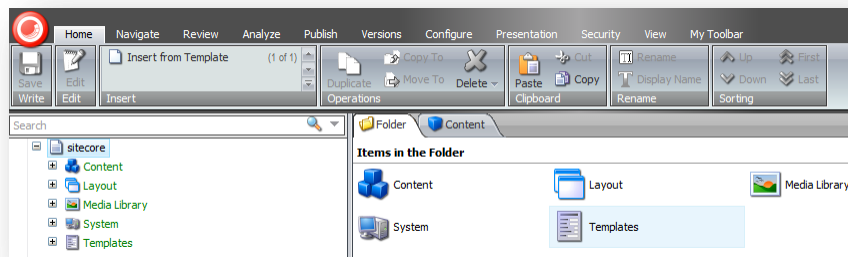 Home Navigate Review Analyze Publish Versions Configure Presentation Security View My Toolbar
Insert from Template (1 of 1) Copy To Cut Rename Up First
Save Edit Duplicate Move To Delete Paste Copy Display Name Down Last
Write Edit Insert Operations Clipboard Rename Sorting
Search Folder Content
sitecore Items in the Folder
Content
Layout
Media Library
System
Templates
Content Layout Media Library
System Templates